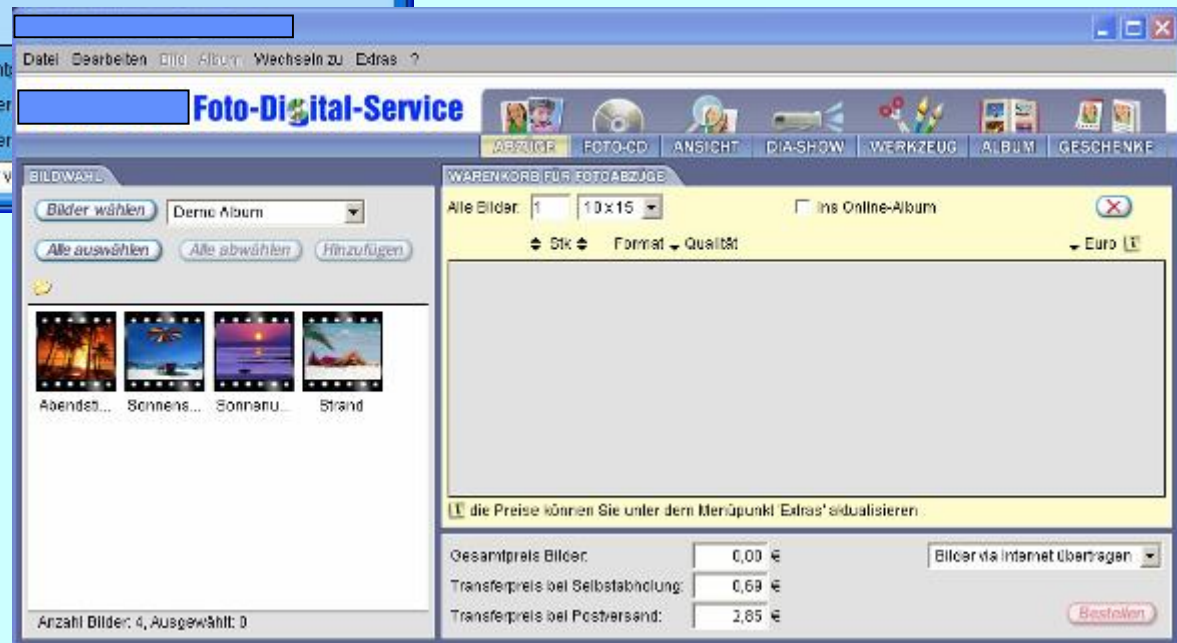 Datei Bearbeiten Bild Album Wechseln zu Extras ?
Foto-Digital-Service
ABZÜGE FOTO-CD ANSICHT DIA-SHOW WERKZEUG ALBUM GESCHENKE
BILDWAHL
Bilder wählen Demo Album
Alle auswählen Alle abwählen Hinzufügen
Abendsti... Sonnens... Sonnenu... Strand
Anzahl Bilder: 4, Ausgewählt: 0
WARENKORB FÜR FOTOABZÜGE
Alle Bilder: 1 10x15 Ins Online-Album
Stk Format Qualität Euro
die Preise können Sie unter dem Menüpunkt 'Extras' aktualisieren
Gesamtpreis Bilder: 0,00 € Bilder via Internet übertragen
Transferpreis bei Selbstabholung: 0,69 €
Transferpreis bei Postversand: 2,85 € Bestellen